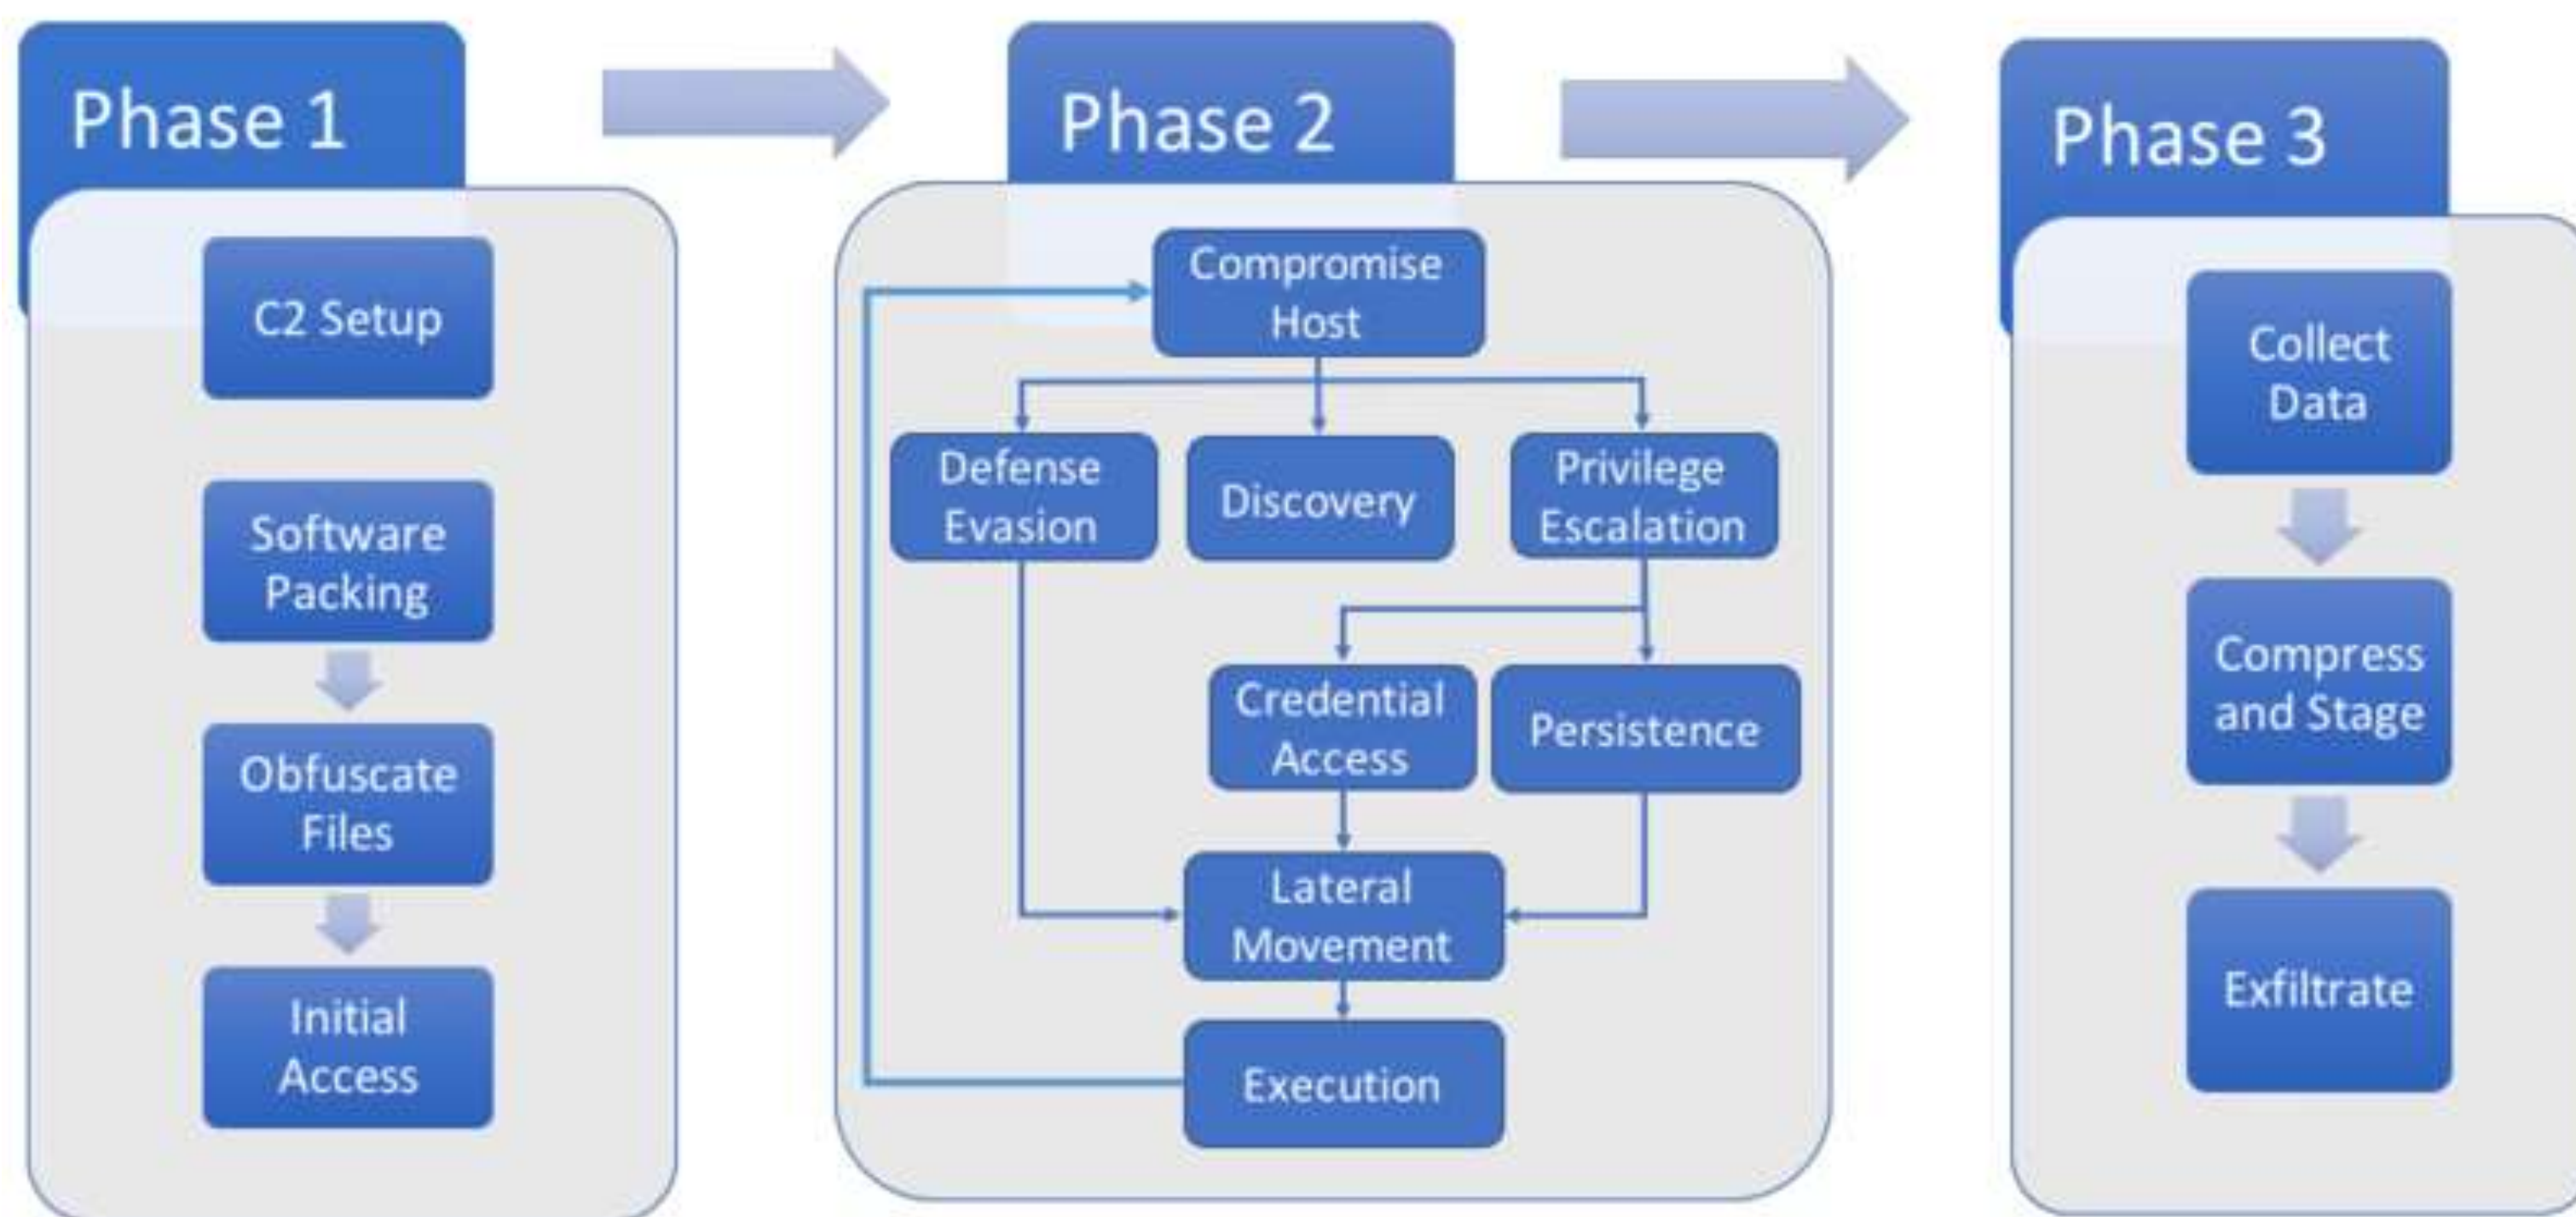 Phase 1
C2 Setup
Software
Packing
Obfuscate
Files
Initial
Access
Phase 2
Compromise
Host
Defense
Evasion
Discovery
Privilege
Escalation
Credential
Access
Persistence
Lateral
Movement
Execution
Phase 3
Collect
Data
Compress
and Stage
Exfiltrate